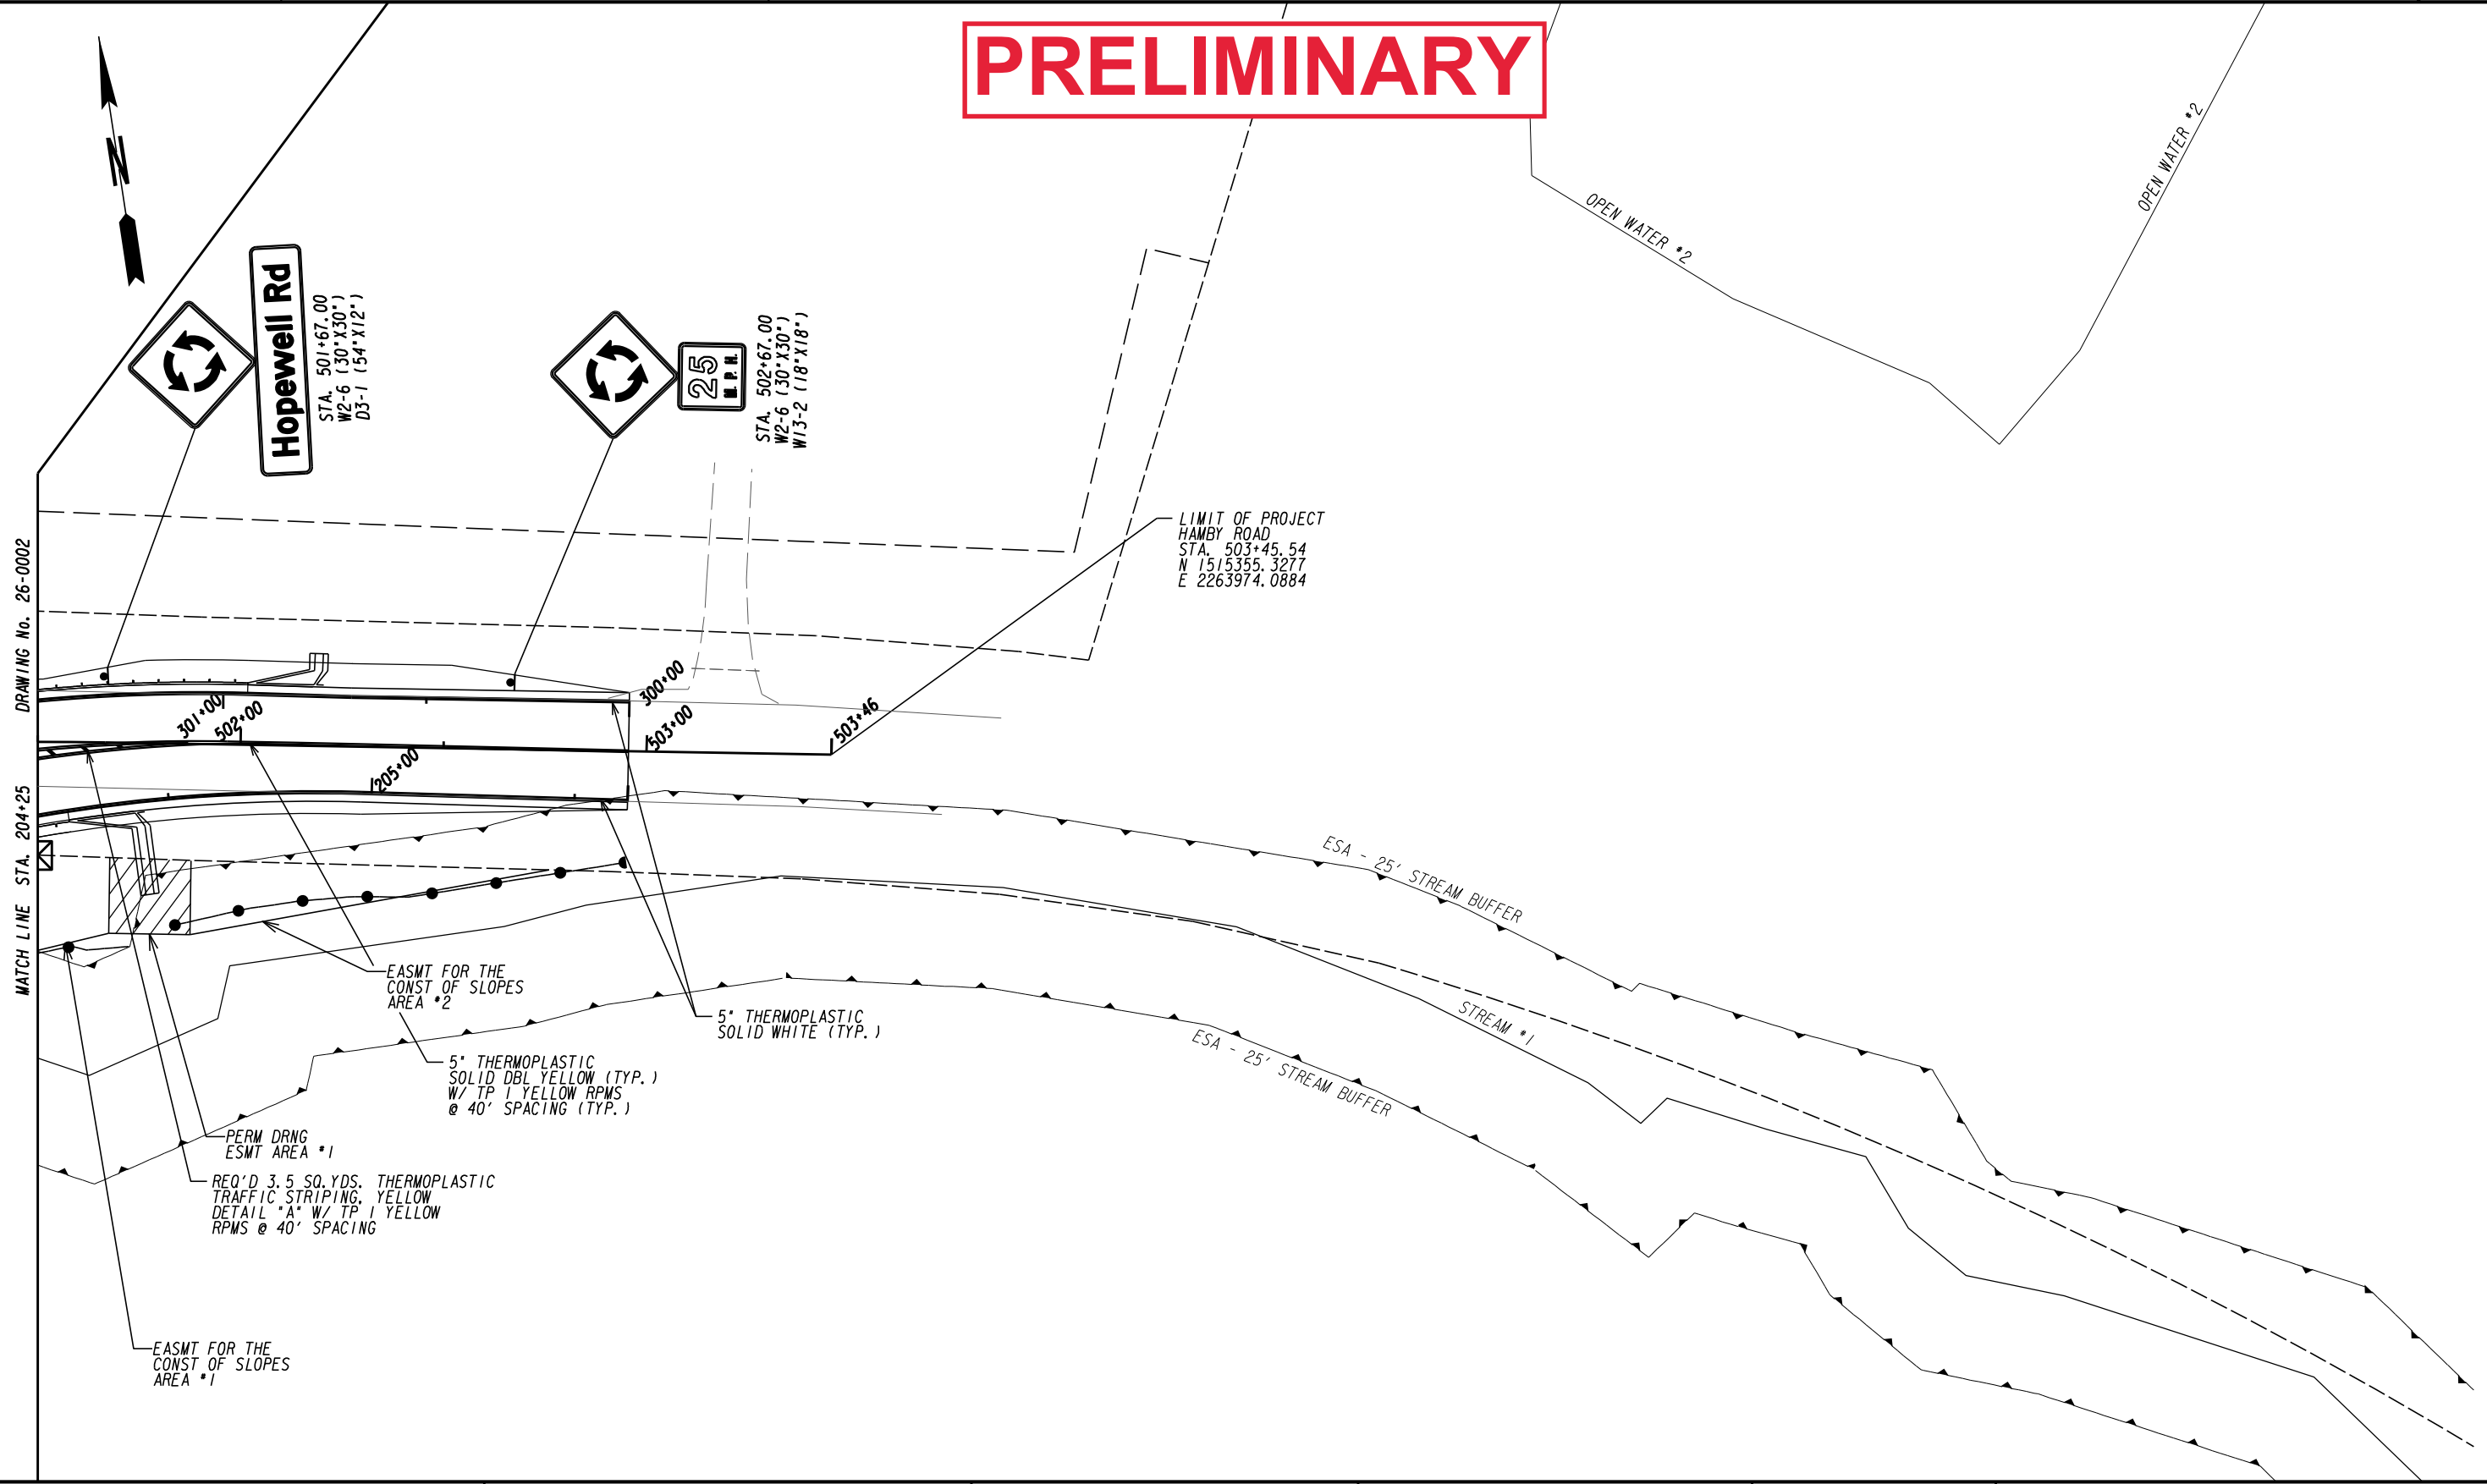 PRELIMINARY
N
OPEN WATER #2
OPEN WATER #2
Hopewell Rd
STA. 501+67.00
W2-6 (30"X30")
D3-1 (54"X12")
25
M.P.H.
STA. 502+67.00
W2-6 (30"X30")
W13-2 (18"X18")
LIMIT OF PROJECT
HAMBY ROAD
STA. 503+45.54
N 1515355.3277
E 2263974.0884
MATCH LINE STA. 204+25 DRAWING No. 26-0002
301+00
502+00
300+00
503+00
503+46
205+00
ESA - 25' STREAM BUFFER
STREAM #1
ESA - 25' STREAM BUFFER
EASMT FOR THE
CONST OF SLOPES
AREA #2
5" THERMOPLASTIC
SOLID WHITE (TYP.)
5" THERMOPLASTIC
SOLID DBL YELLOW (TYP.)
W/ TP 1 YELLOW RPMS
@ 40' SPACING (TYP.)
PERM DRNG
ESMT AREA #1
REQ'D 3.5 SQ.YDS. THERMOPLASTIC
TRAFFIC STRIPING, YELLOW
DETAIL "A" W/ TP 1 YELLOW
RPMS @ 40' SPACING
EASMT FOR THE
CONST OF SLOPES
AREA #1